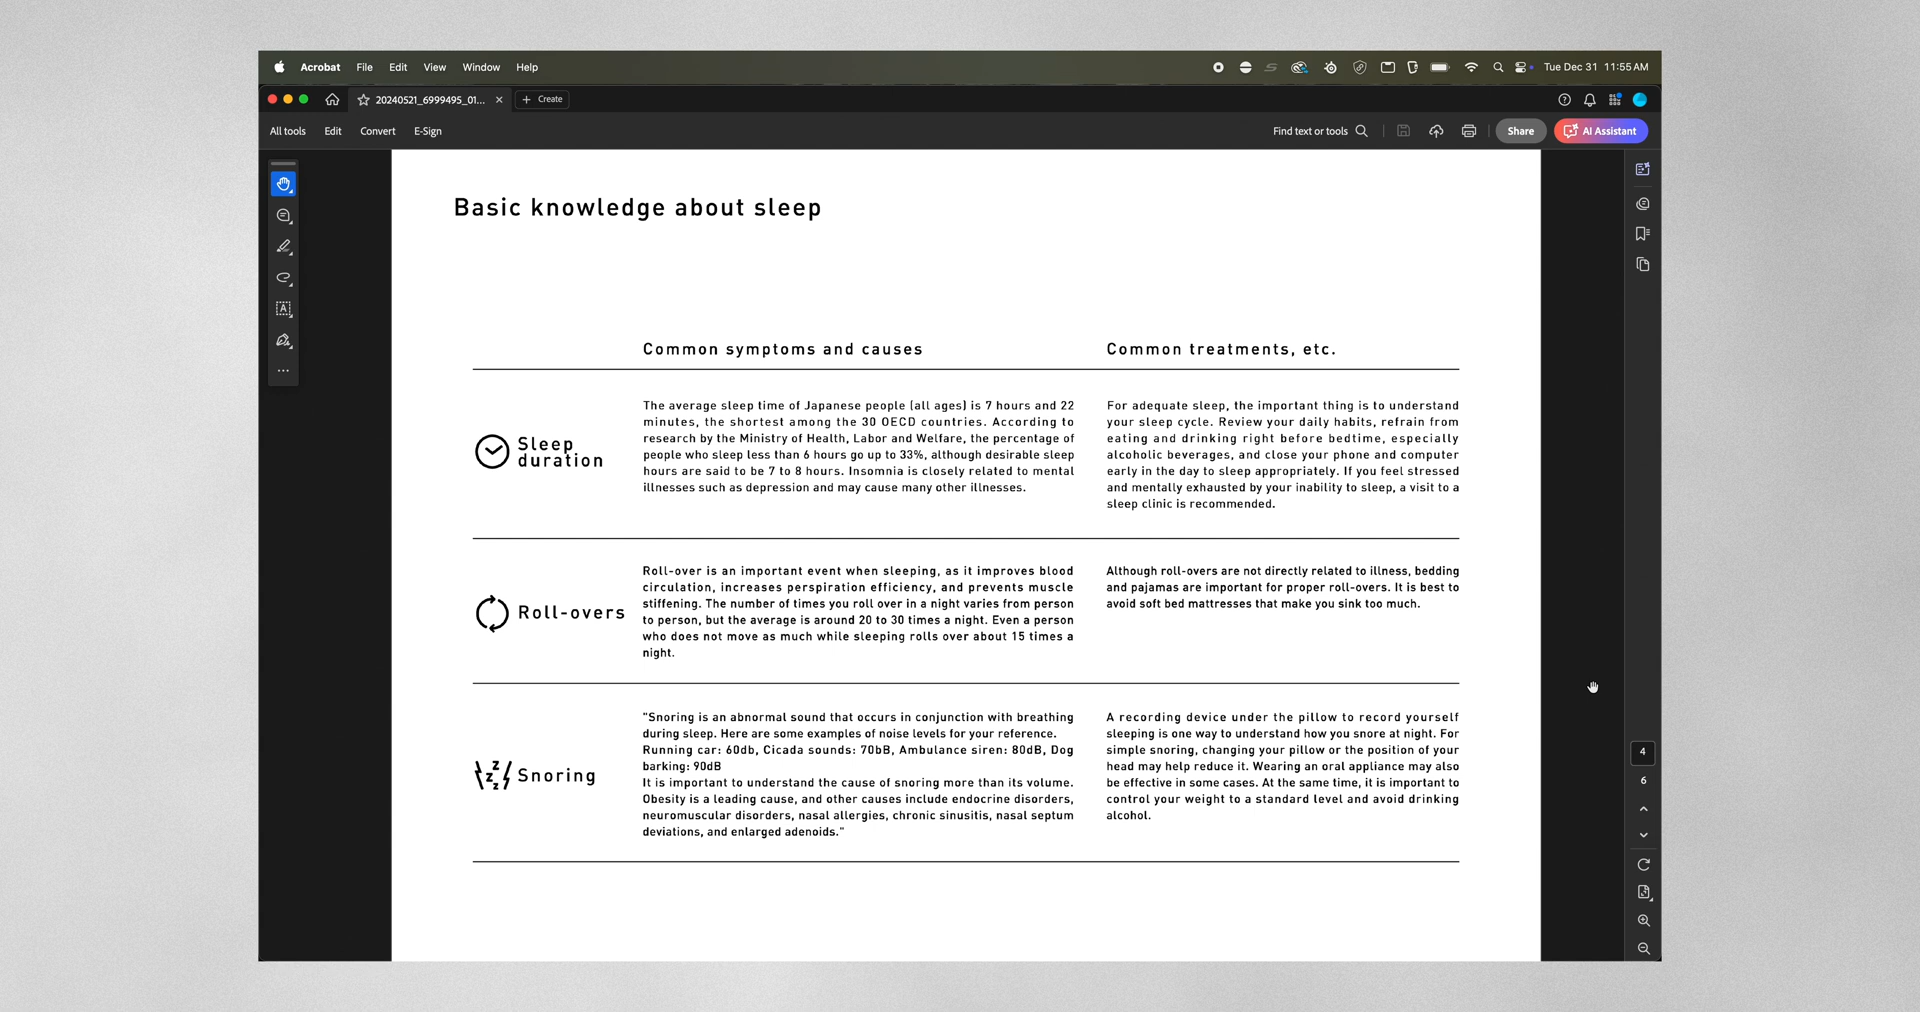 Acrobat File Edit View Window Help Tue Dec 31 11:55AM
20240521_6999495_01... × + Create
All tools Edit Convert E-Sign Find text or tools Share AI Assistant
Basic knowledge about sleep
Common symptoms and causes
Common treatments, etc.
Sleep
duration
The average sleep time of Japanese people (all ages) is 7 hours and 22
minutes, the shortest among the 30 OECD countries. According to
research by the Ministry of Health, Labor and Welfare, the percentage of
people who sleep less than 6 hours go up to 33%, although desirable sleep
hours are said to be 7 to 8 hours. Insomnia is closely related to mental
illnesses such as depression and may cause many other illnesses.
For adequate sleep, the important thing is to understand
your sleep cycle. Review your daily habits, refrain from
eating and drinking right before bedtime, especially
alcoholic beverages, and close your phone and computer
early in the day to sleep appropriately. If you feel stressed
and mentally exhausted by your inability to sleep, a visit to a
sleep clinic is recommended.
Roll-overs
Roll-over is an important event when sleeping, as it improves blood
circulation, increases perspiration efficiency, and prevents muscle
stiffening. The number of times you roll over in a night varies from person
to person, but the average is around 20 to 30 times a night. Even a person
who does not move as much while sleeping rolls over about 15 times a
night.
Although roll-overs are not directly related to illness, bedding
and pajamas are important for proper roll-overs. It is best to
avoid soft bed mattresses that make you sink too much.
Snoring
"Snoring is an abnormal sound that occurs in conjunction with breathing
during sleep. Here are some examples of noise levels for your reference.
Running car: 60db, Cicada sounds: 70bB, Ambulance siren: 80dB, Dog
barking: 90dB
It is important to understand the cause of snoring more than its volume.
Obesity is a leading cause, and other causes include endocrine disorders,
neuromuscular disorders, nasal allergies, chronic sinusitis, nasal septum
deviations, and enlarged adenoids."
A recording device under the pillow to record yourself
sleeping is one way to understand how you snore at night. For
simple snoring, changing your pillow or the position of your
head may help reduce it. Wearing an oral appliance may also
be effective in some cases. At the same time, it is important to
control your weight to a standard level and avoid drinking
alcohol.
4
6